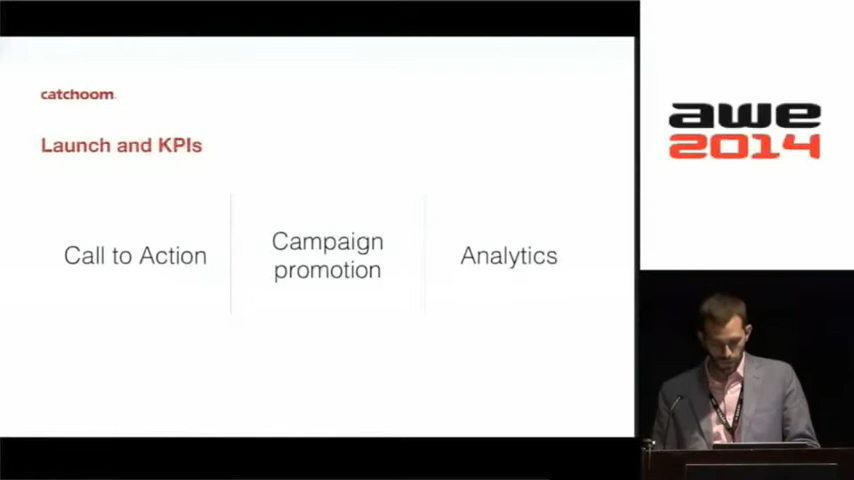 catchoom
Launch and KPIs
Call to Action
Campaign
promotion
Analytics
awe
2014